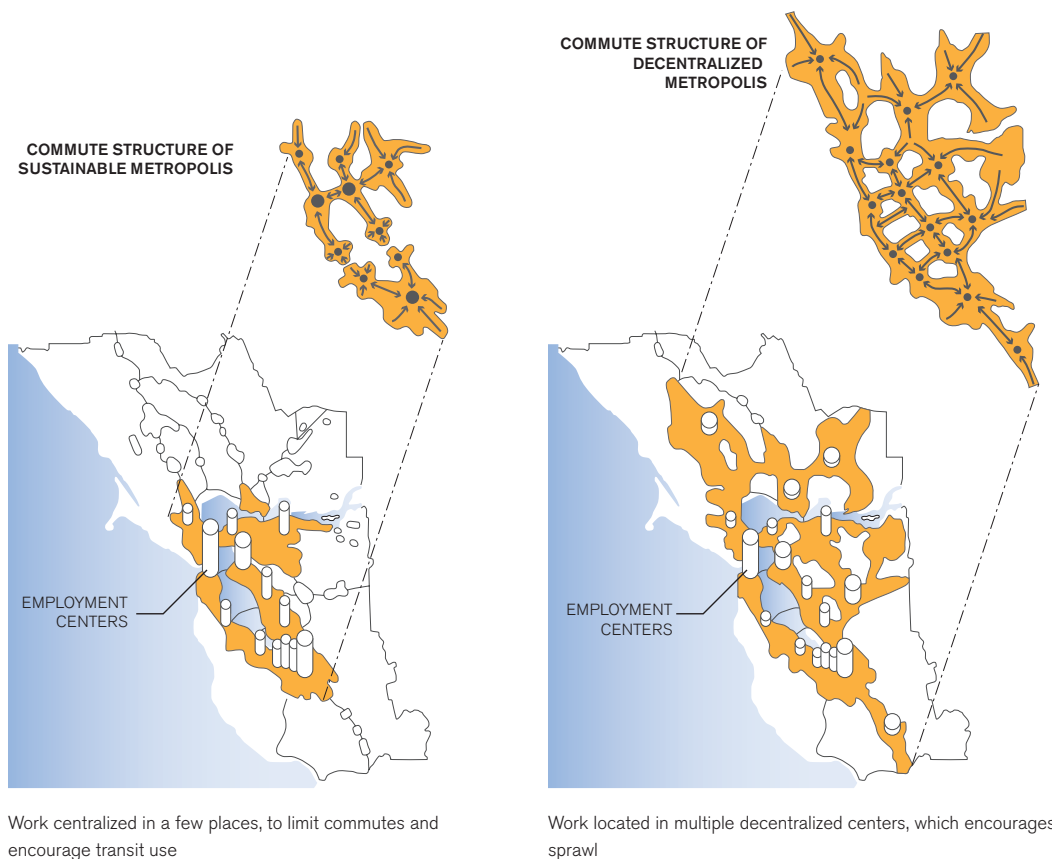 COMMUTE STRUCTURE OF
SUSTAINABLE METROPOLIS
EMPLOYMENT
CENTERS
Work centralized in a few places, to limit commutes and
encourage transit use
COMMUTE STRUCTURE OF
DECENTRALIZED
METROPOLIS
EMPLOYMENT
CENTERS
Work located in multiple decentralized centers, which encourages
sprawl